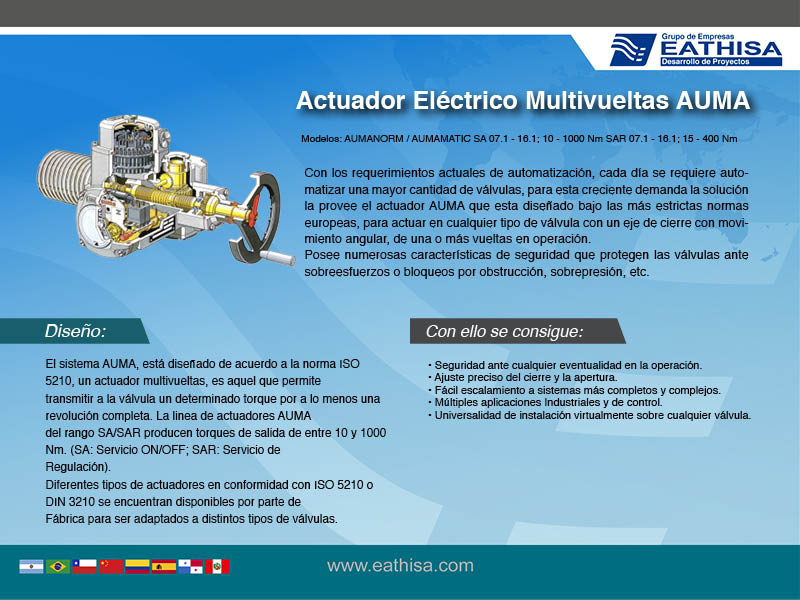 Grupo de Empresas
EATHISA
Desarrollo de Proyectos
Actuador Eléctrico Multivueltas AUMA
Modelos: AUMANORM / AUMAMATIC SA 07.1 - 16.1; 10 - 1000 Nm SAR 07.1 - 16.1; 15 - 400 Nm
Con los requerimientos actuales de automatización, cada día se requiere auto-
matizar una mayor cantidad de válvulas, para esta creciente demanda la solución
la provee el actuador AUMA que esta diseñado bajo las más estrictas normas
europeas, para actuar en cualquier tipo de válvula con un eje de cierre con movi-
miento angular, de una o más vueltas en operación.
Posee numerosas características de seguridad que protegen las válvulas ante
sobreesfuerzos o bloqueos por obstrucción, sobrepresión, etc.
Diseño:
El sistema AUMA, está diseñado de acuerdo a la norma ISO
5210, un actuador multivueltas, es aquel que permite
transmitir a la válvula un determinado torque por a lo menos una
revolución completa. La linea de actuadores AUMA
del rango SA/SAR producen torques de salida de entre 10 y 1000
Nm. (SA: Servicio ON/OFF; SAR: Servicio de
Regulación).
Diferentes tipos de actuadores en conformidad con ISO 5210 o
DIN 3210 se encuentran disponibles por parte de
Fábrica para ser adaptados a distintos tipos de válvulas.
Con ello se consigue:
• Seguridad ante cualquier eventualidad en la operación.
• Ajuste preciso del cierre y la apertura.
• Fácil escalamiento a sistemas más completos y complejos.
• Múltiples aplicaciones Industriales y de control.
• Universalidad de instalación virtualmente sobre cualquier válvula.
www.eathisa.com